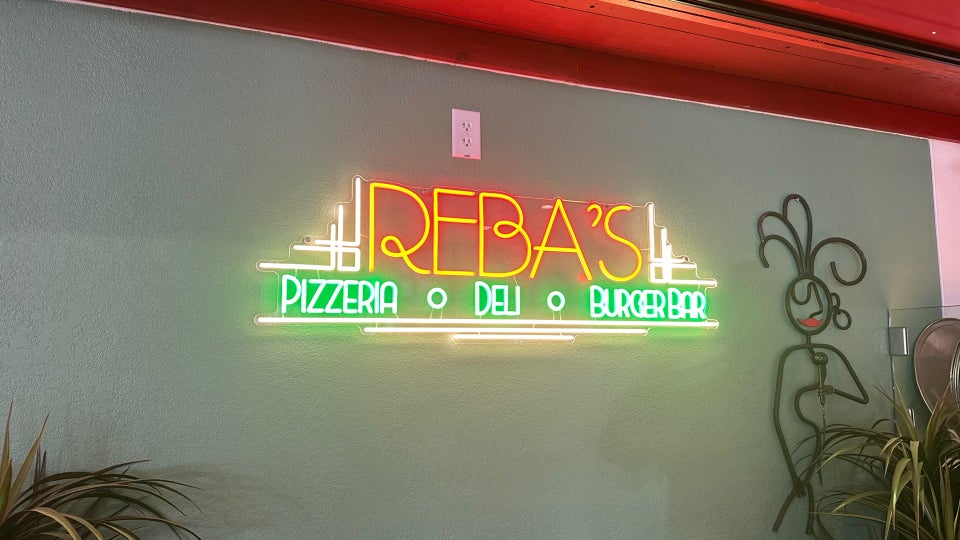 REBA'S
PIZZERIA o DELI o BURGER BAR